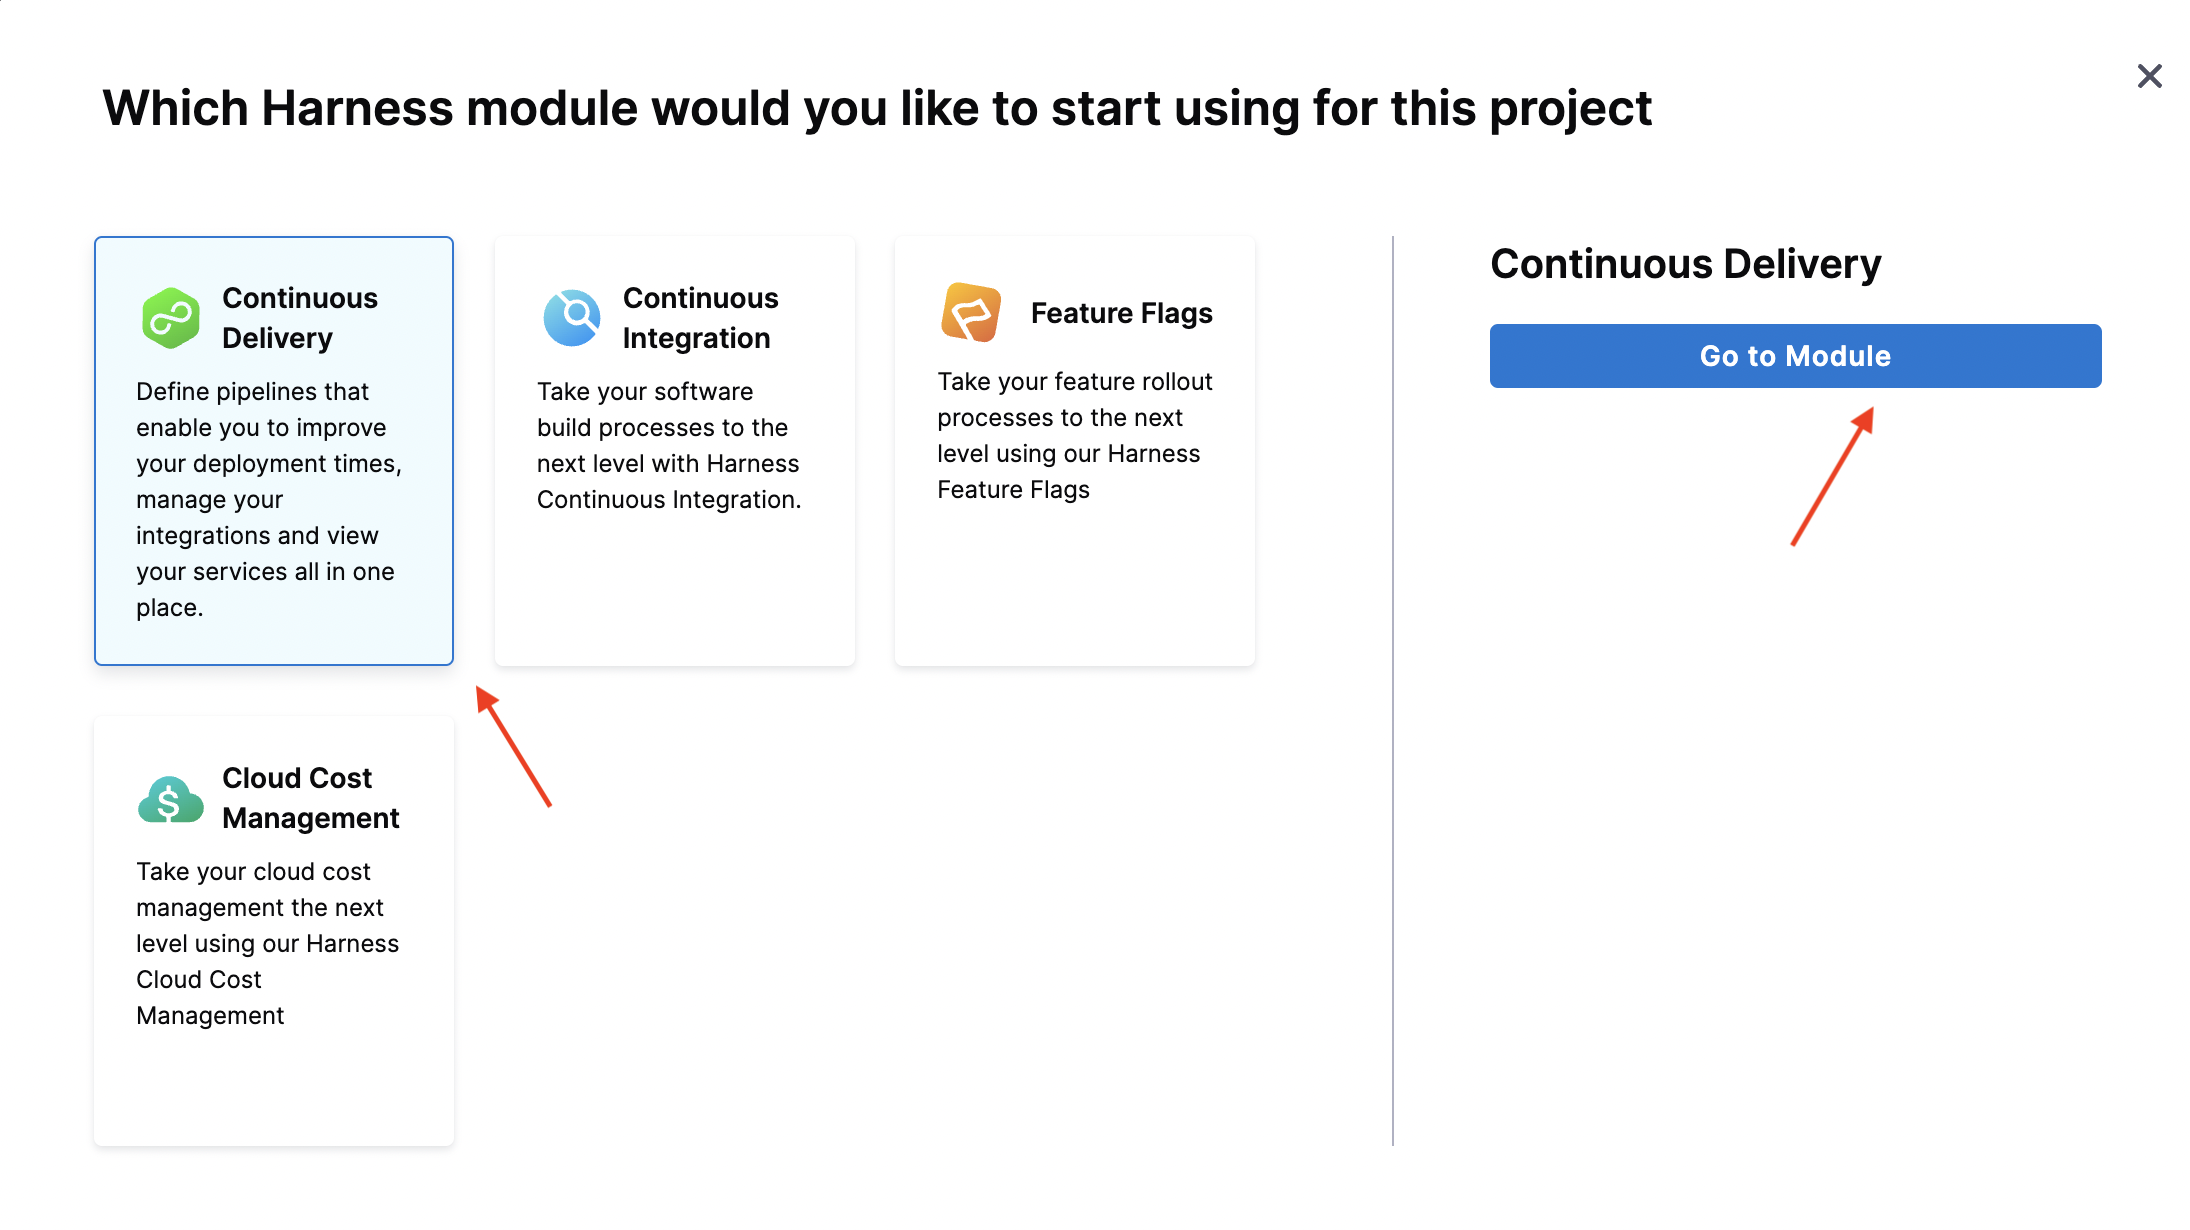 Which Harness module would you like to start using for this project
Continuous
Delivery
Define pipelines that
enable you to improve
your deployment times,
manage your
integrations and view
your services all in one
place.
Continuous
Integration
Take your software
build processes to the
next level with Harness
Continuous Integration.
Feature Flags
Take your feature rollout
processes to the next
level using our Harness
Feature Flags
Cloud Cost
Management
Take your cloud cost
management the next
level using our Harness
Cloud Cost
Management
Continuous Delivery
Go to Module